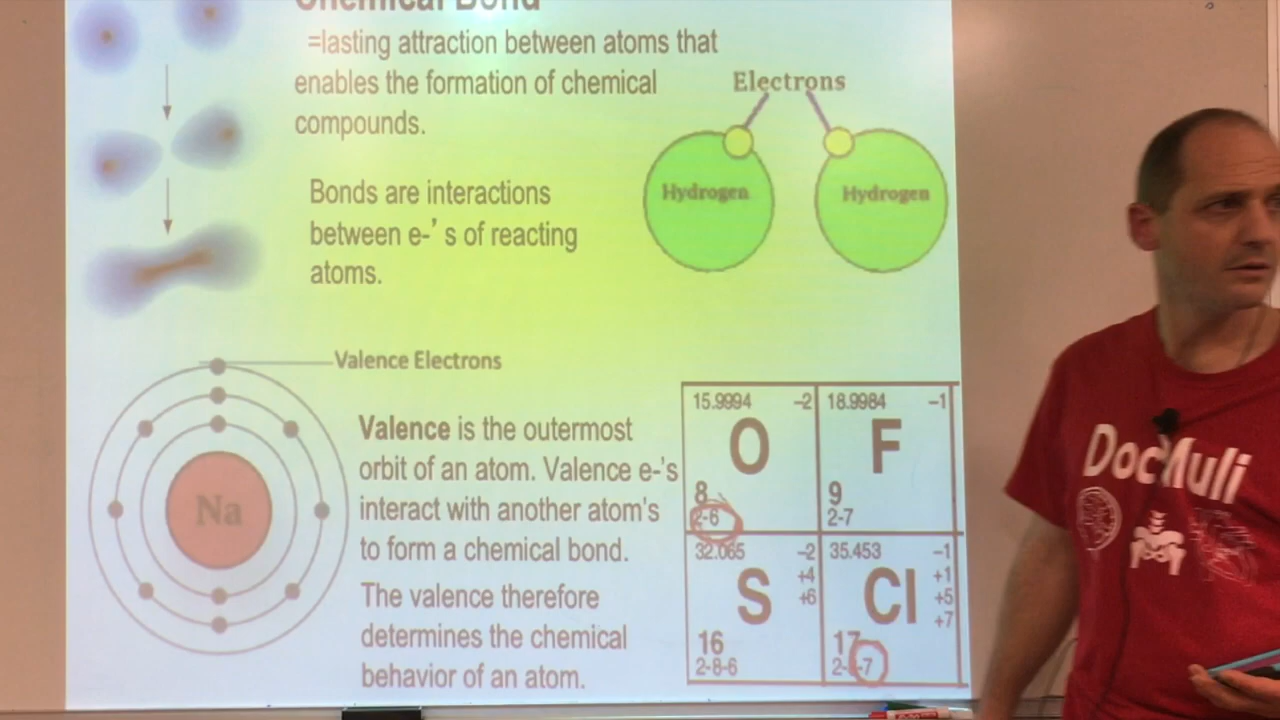 Chemical Bond
=lasting attraction between atoms that
enables the formation of chemical
compounds.
Electrons
Hydrogen
Hydrogen
Bonds are interactions
between e-’ s of reacting
atoms.
Valence Electrons
Na
Valence is the outermost
orbit of an atom. Valence e-'s
interact with another atom's
to form a chemical bond.
The valence therefore
determines the chemical
behavior of an atom.
15.9994 –2
O
8
2-6
18.9984 –1
F
9
2-7
32.065 –2
+4
+6
S
16
2-8-6
35.453 –1
+1
+5
+7
Cl
17
2- -7
DocMuli